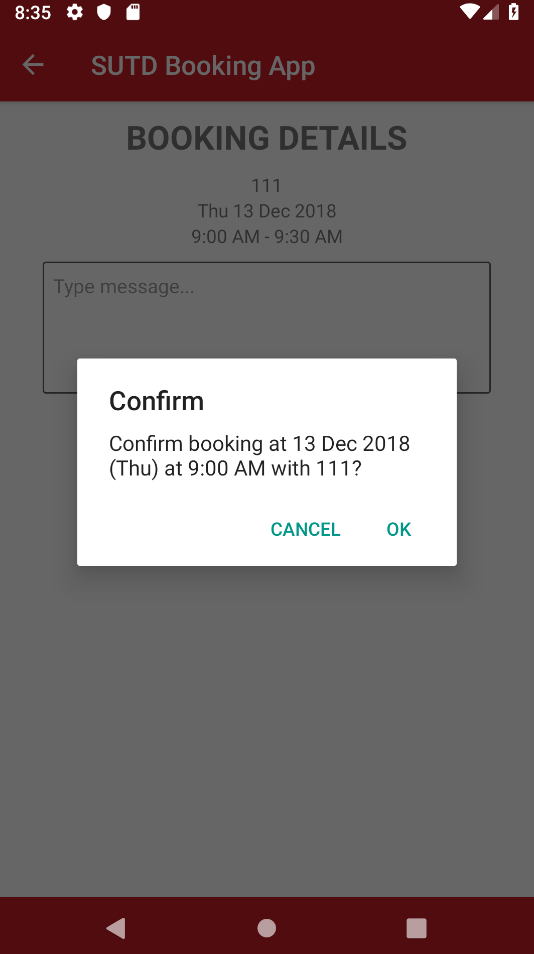 8:35
SUTD Booking App
BOOKING DETAILS
111
Thu 13 Dec 2018
9:00 AM - 9:30 AM
Type message...
Confirm
Confirm booking at 13 Dec 2018
(Thu) at 9:00 AM with 111?
CANCEL OK